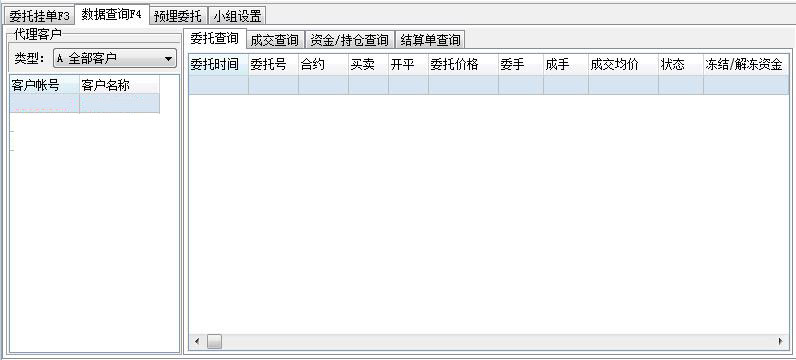 委托挂单F3 数据查询F4 预埋委托 小组设置
代理客户
类型： A 全部客户
客户帐号 客户名称
委托查询 成交查询 资金/持仓查询 结算单查询
委托时间 委托号 合约 买卖 开平 委托价格 委手 成手 成交均价 状态 冻结/解冻资金